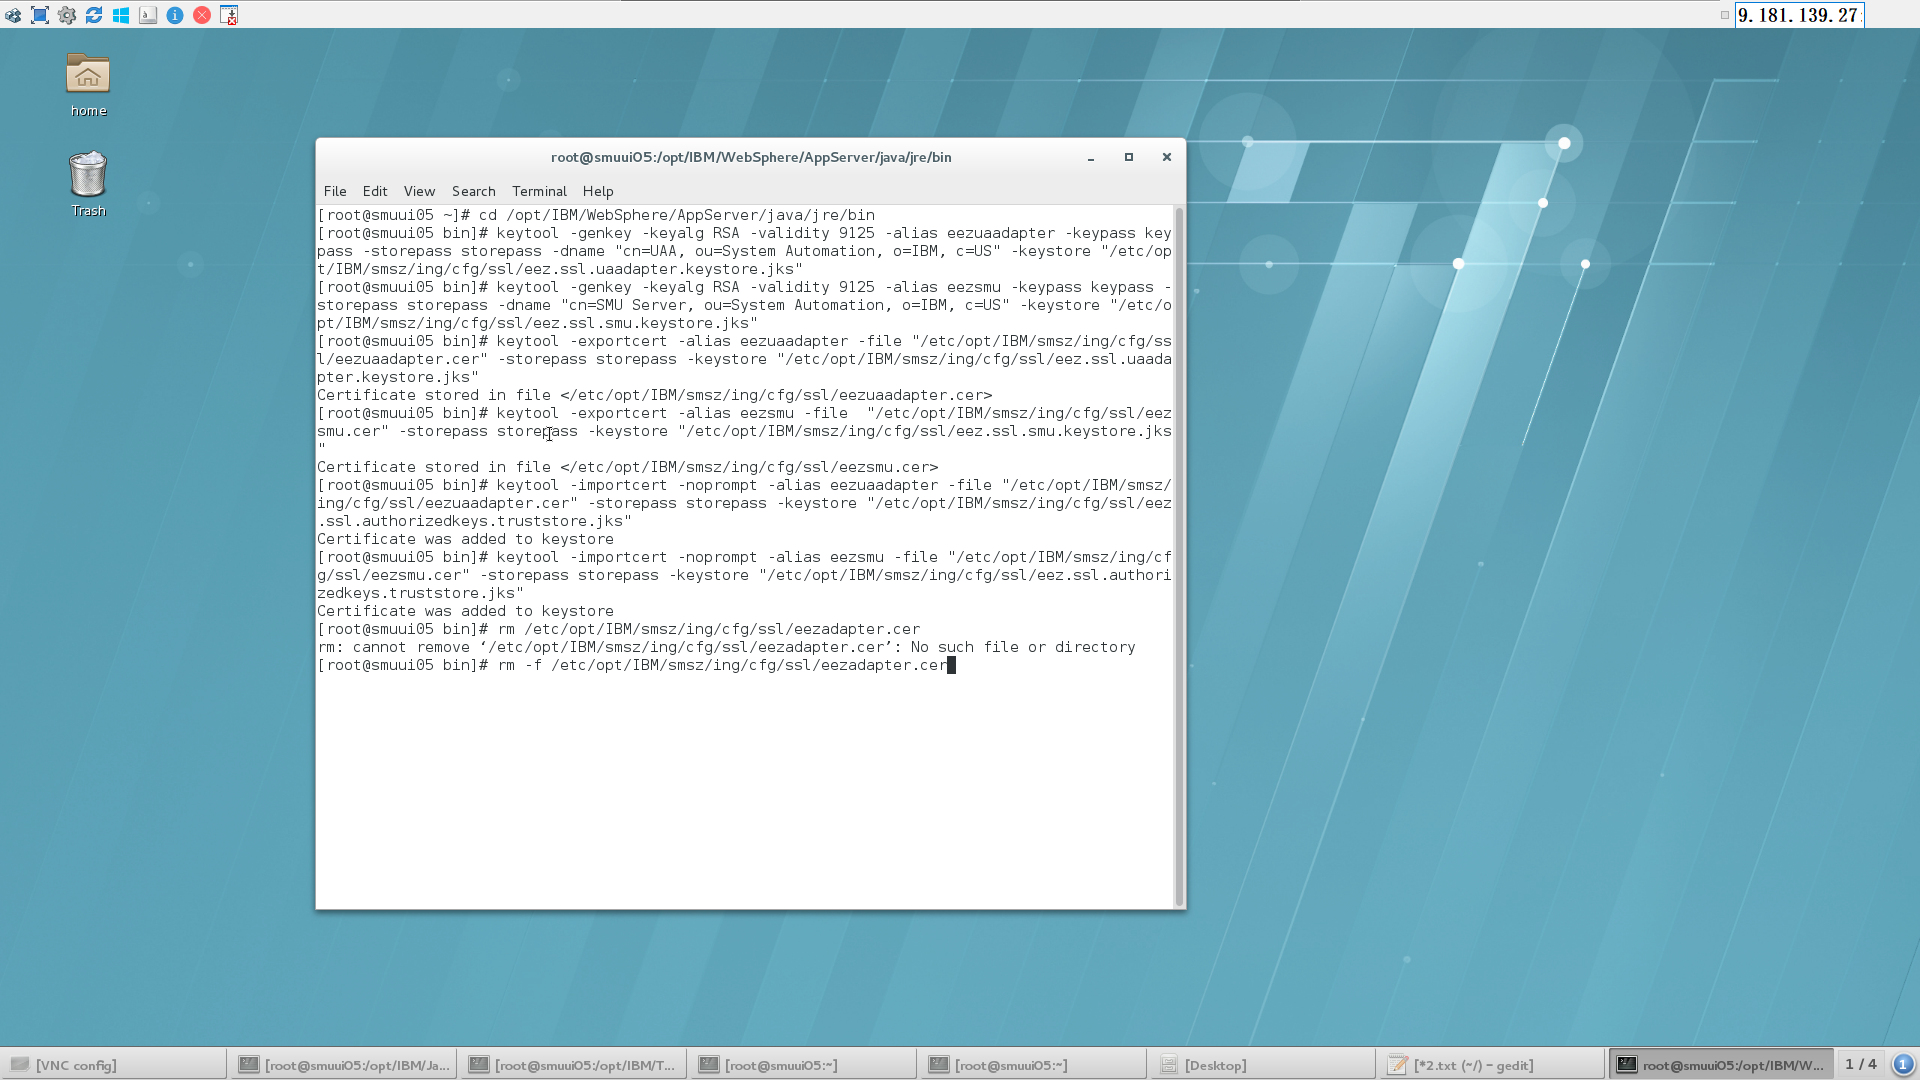 9.181.139.27:
home
Trash
root@smuui05:/opt/IBM/WebSphere/AppServer/java/jre/bin
File Edit View Search Terminal Help
[root@smuui05 ~]# cd /opt/IBM/WebSphere/AppServer/java/jre/bin
[root@smuui05 bin]# keytool -genkey -keyalg RSA -validity 9125 -alias eezuaadapter -keypass key
pass -storepass storepass -dname "cn=UAA, ou=System Automation, o=IBM, c=US" -keystore "/etc/op
t/IBM/smsz/ing/cfg/ssl/eez.ssl.uaadapter.keystore.jks"
[root@smuui05 bin]# keytool -genkey -keyalg RSA -validity 9125 -alias eezsmu -keypass keypass -
storepass storepass -dname "cn=SMU Server, ou=System Automation, o=IBM, c=US" -keystore "/etc/o
pt/IBM/smsz/ing/cfg/ssl/eez.ssl.smu.keystore.jks"
[root@smuui05 bin]# keytool -exportcert -alias eezuaadapter -file "/etc/opt/IBM/smsz/ing/cfg/ss
l/eezuaadapter.cer" -storepass storepass -keystore "/etc/opt/IBM/smsz/ing/cfg/ssl/eez.ssl.uaada
pter.keystore.jks"
Certificate stored in file </etc/opt/IBM/smsz/ing/cfg/ssl/eezuaadapter.cer>
[root@smuui05 bin]# keytool -exportcert -alias eezsmu -file  "/etc/opt/IBM/smsz/ing/cfg/ssl/eez
smu.cer" -storepass storepass -keystore "/etc/opt/IBM/smsz/ing/cfg/ssl/eez.ssl.smu.keystore.jks
"
Certificate stored in file </etc/opt/IBM/smsz/ing/cfg/ssl/eezsmu.cer>
[root@smuui05 bin]# keytool -importcert -noprompt -alias eezuaadapter -file "/etc/opt/IBM/smsz/
ing/cfg/ssl/eezuaadapter.cer" -storepass storepass -keystore "/etc/opt/IBM/smsz/ing/cfg/ssl/eez
.ssl.authorizedkeys.truststore.jks"
Certificate was added to keystore
[root@smuui05 bin]# keytool -importcert -noprompt -alias eezsmu -file "/etc/opt/IBM/smsz/ing/cf
g/ssl/eezsmu.cer" -storepass storepass -keystore "/etc/opt/IBM/smsz/ing/cfg/ssl/eez.ssl.authori
zedkeys.truststore.jks"
Certificate was added to keystore
[root@smuui05 bin]# rm /etc/opt/IBM/smsz/ing/cfg/ssl/eezadapter.cer
rm: cannot remove ‘/etc/opt/IBM/smsz/ing/cfg/ssl/eezadapter.cer’: No such file or directory
[root@smuui05 bin]# rm -f /etc/opt/IBM/smsz/ing/cfg/ssl/eezadapter.cer
[VNC config] [root@smuui05:/opt/IBM/Ja... [root@smuui05:/opt/IBM/T... [root@smuui05:~] [root@smuui05:~] [Desktop] [*2.txt (~/) - gedit] root@smuui05:/opt/IBM/W... 1 / 4 1